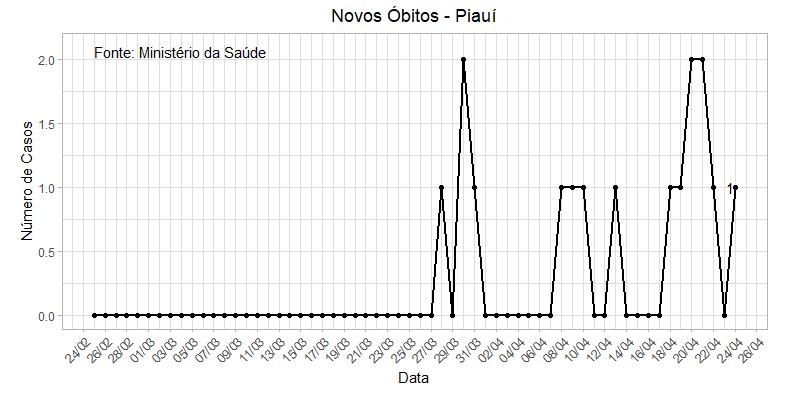 Novos Óbitos - Piauí
Fonte: Ministério da Saúde
Número de Casos
2.0
1.5
1.0
0.5
0.0
1
24/02 26/02 28/02 01/03 03/03 05/03 07/03 09/03 11/03 13/03 15/03 17/03 19/03 21/03 23/03 25/03 27/03 29/03 31/03 02/04 04/04 06/04 08/04 10/04 12/04 14/04 16/04 18/04 20/04 22/04 24/04 26/04
Data